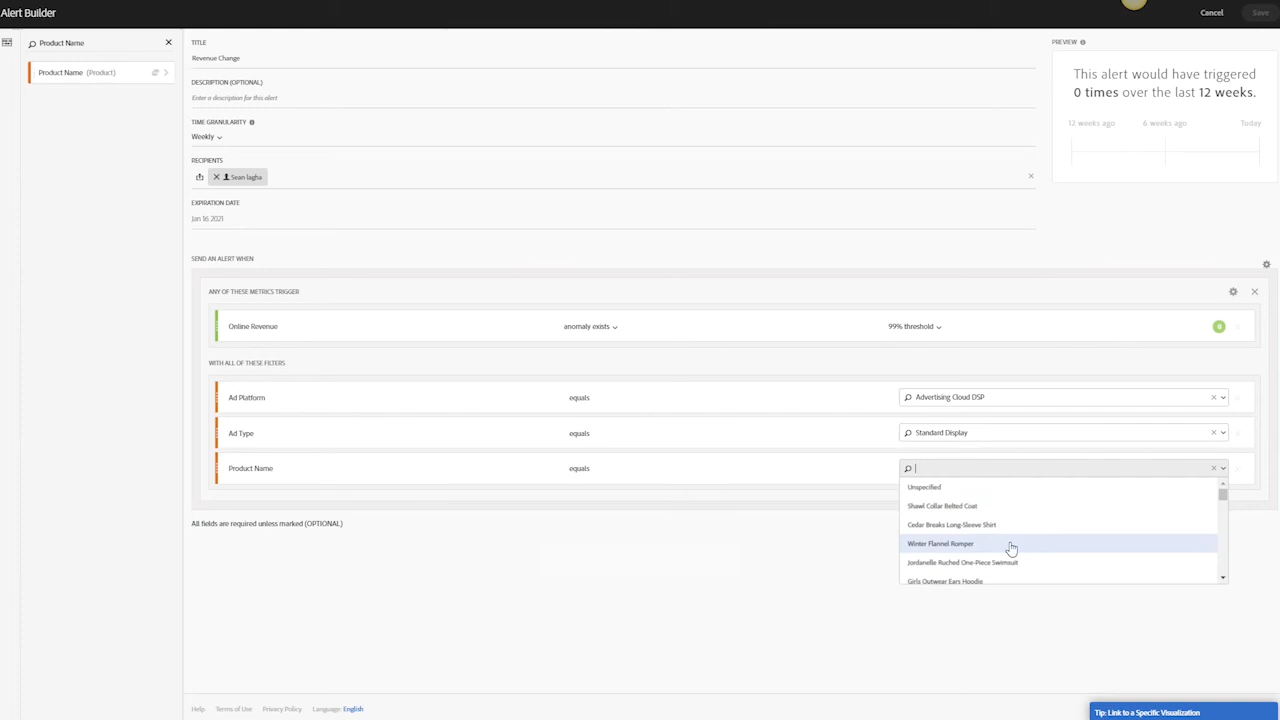 Alert Builder
Cancel
Save
Product Name
Product Name (Product)
TITLE
Revenue Change
DESCRIPTION (OPTIONAL)
Enter a description for this alert
TIME GRANULARITY
Weekly
RECIPIENTS
Sean Iagha
EXPIRATION DATE
Jan 16 2021
PREVIEW
This alert would have triggered
0 times over the last 12 weeks.
12 weeks ago 6 weeks ago Today
SEND AN ALERT WHEN
ANY OF THESE METRICS TRIGGER
Online Revenue anomaly exists 99% threshold 0
WITH ALL OF THESE FILTERS
Ad Platform equals Advertising Cloud DSP
Ad Type equals Standard Display
Product Name equals
Unspecified
Shawl Collar Belted Coat
Cedar Breaks Long-Sleeve Shirt
Winter Flannel Romper
Jordanelle Ruched One-Piece Swimsuit
Girls Outwear Ears Hoodie
All fields are required unless marked (OPTIONAL)
Help Terms of Use Privacy Policy Language: English
Tip: Link to a Specific Visualization